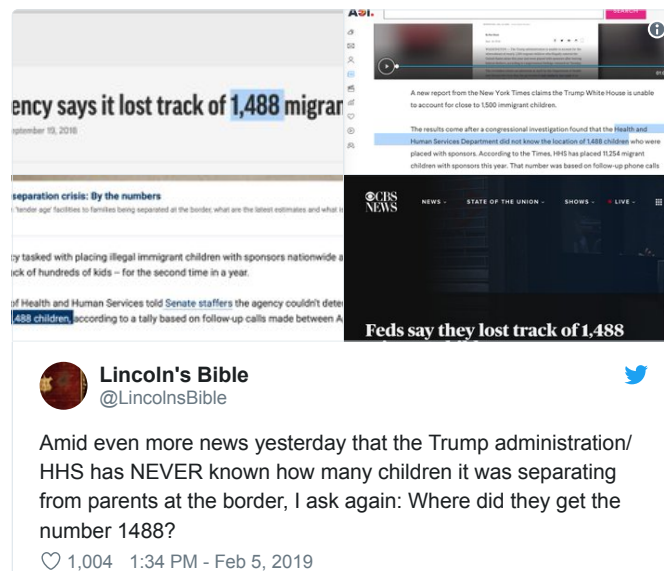 ency says it lost track of 1,488 migran
eptember 19, 2018
A new report from the New York Times claims the Trump White House is unable
to account for close to 1,500 immigrant children.
The results come after a congressional investigation found that the Health and
Human Services Department did not know the location of 1,488 children who were
placed with sponsors. According to the Times, HHS has placed 11,254 migrant
children with sponsors this year. That number was based on follow-up phone calls
separation crisis: By the numbers
'tender age' facilities to families being separated at the border, what are the latest estimates and what i
cy tasked with placing illegal immigrant children with sponsors nationwide a
ck of hundreds of kids – for the second time in a year.
of Health and Human Services told Senate staffers the agency couldn't dete
,488 children, according to a tally based on follow-up calls made between A
CBS
NEWS
NEWS
STATE OF THE UNION
SHOWS
LIVE
Feds say they lost track of 1,488
Lincoln's Bible
@LincolnsBible
Amid even more news yesterday that the Trump administration/
HHS has NEVER known how many children it was separating
from parents at the border, I ask again: Where did they get the
number 1488?
1,004 1:34 PM - Feb 5, 2019